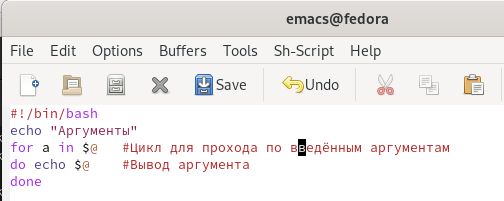 emacs@fedora
File Edit Options Buffers Tools Sh-Script Help
Save Undo
#!/bin/bash
echo "Аргументы"
for a in $@ #Цикл для прохода по введённым аргументам
do echo $@ #Вывод аргумента
done